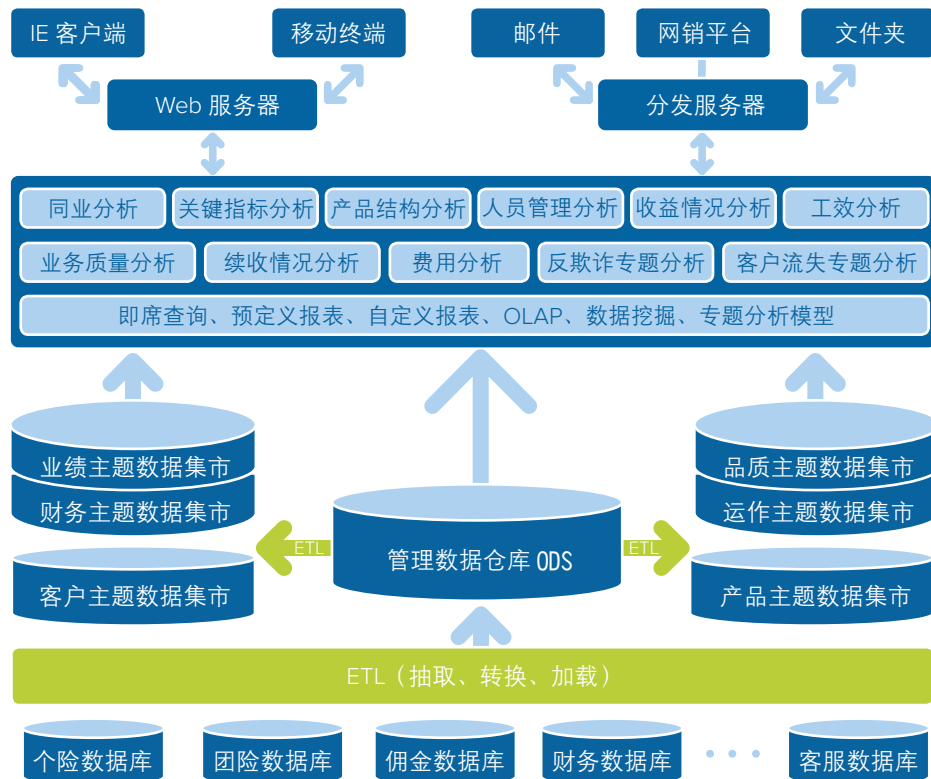 IE 客户端 移动终端 邮件 网销平台 文件夹
Web 服务器 分发服务器
同业分析 关键指标分析 产品结构分析 人员管理分析 收益情况分析 工效分析
业务质量分析 续收情况分析 费用分析 反欺诈专题分析 客户流失专题分析
即席查询、预定义报表、自定义报表、OLAP、数据挖掘、专题分析模型
业绩主题数据集市 品质主题数据集市
财务主题数据集市 运作主题数据集市
ETL 管理数据仓库 ODS ETL
客户主题数据集市 产品主题数据集市
ETL（抽取、转换、加载）
个险数据库 团险数据库 佣金数据库 财务数据库 · · · 客服数据库